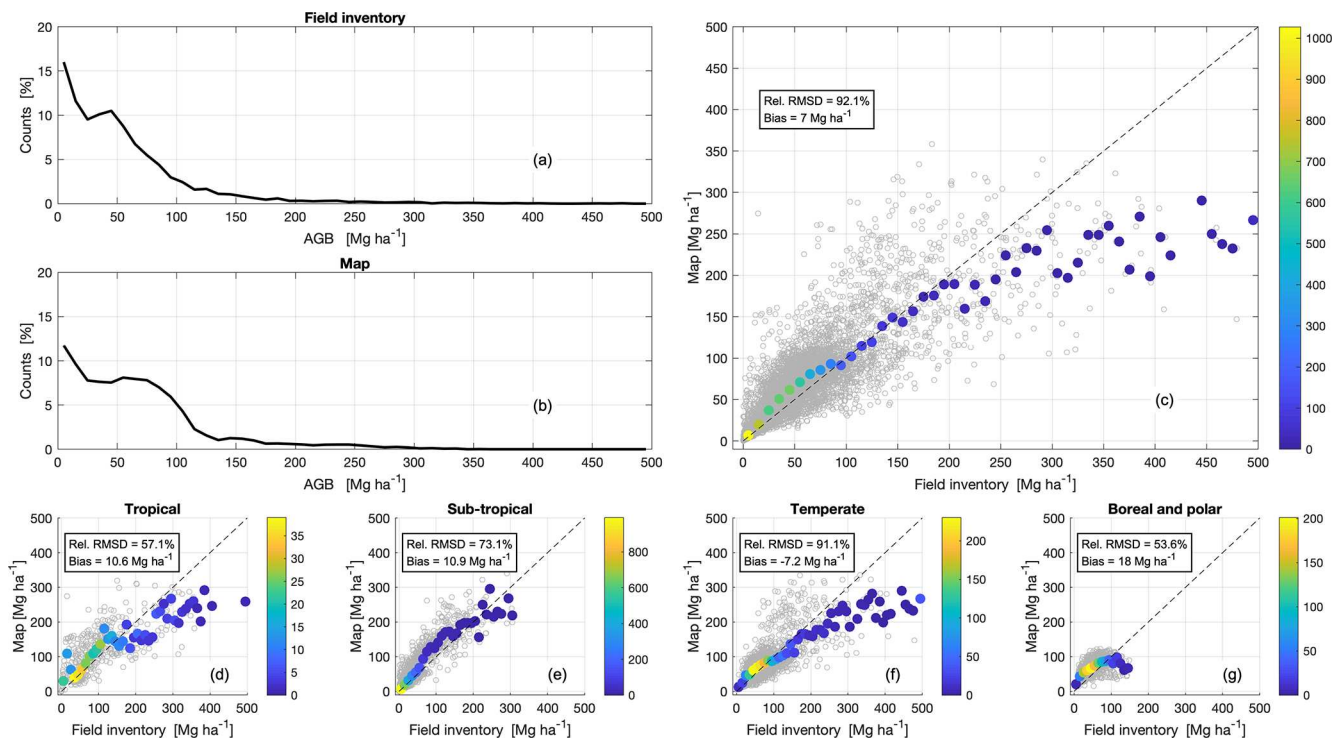 Field inventory
20
15
10
5
0
Counts [%]
0 50 100 150 200 250 300 350 400 450 500
AGB [Mg ha⁻¹]
(a)
Map
20
15
10
5
0
Counts [%]
0 50 100 150 200 250 300 350 400 450 500
AGB [Mg ha⁻¹]
(b)
500
450
400
350
300
250
200
150
100
50
0
Map [Mg ha⁻¹]
Rel. RMSD = 92.1%
Bias = 7 Mg ha⁻¹
(c)
0 50 100 150 200 250 300 350 400 450 500
Field inventory [Mg ha⁻¹]
1000
900
800
700
600
500
400
300
200
100
0
Tropical
500
400
300
200
100
0
Map [Mg ha⁻¹]
Rel. RMSD = 57.1%
Bias = 10.6 Mg ha⁻¹
(d)
0 100 200 300 400 500
Field inventory [Mg ha⁻¹]
35
30
25
20
15
10
5
0
Sub-tropical
500
400
300
200
100
0
Map [Mg ha⁻¹]
Rel. RMSD = 73.1%
Bias = 10.9 Mg ha⁻¹
(e)
0 100 200 300 400 500
Field inventory [Mg ha⁻¹]
800
600
400
200
0
Temperate
500
400
300
200
100
0
Map [Mg ha⁻¹]
Rel. RMSD = 91.1%
Bias = -7.2 Mg ha⁻¹
(f)
0 100 200 300 400 500
Field inventory [Mg ha⁻¹]
200
150
100
50
0
Boreal and polar
500
400
300
200
100
0
Map [Mg ha⁻¹]
Rel. RMSD = 53.6%
Bias = 18 Mg ha⁻¹
(g)
0 100 200 300 400 500
Field inventory [Mg ha⁻¹]
200
150
100
50
0